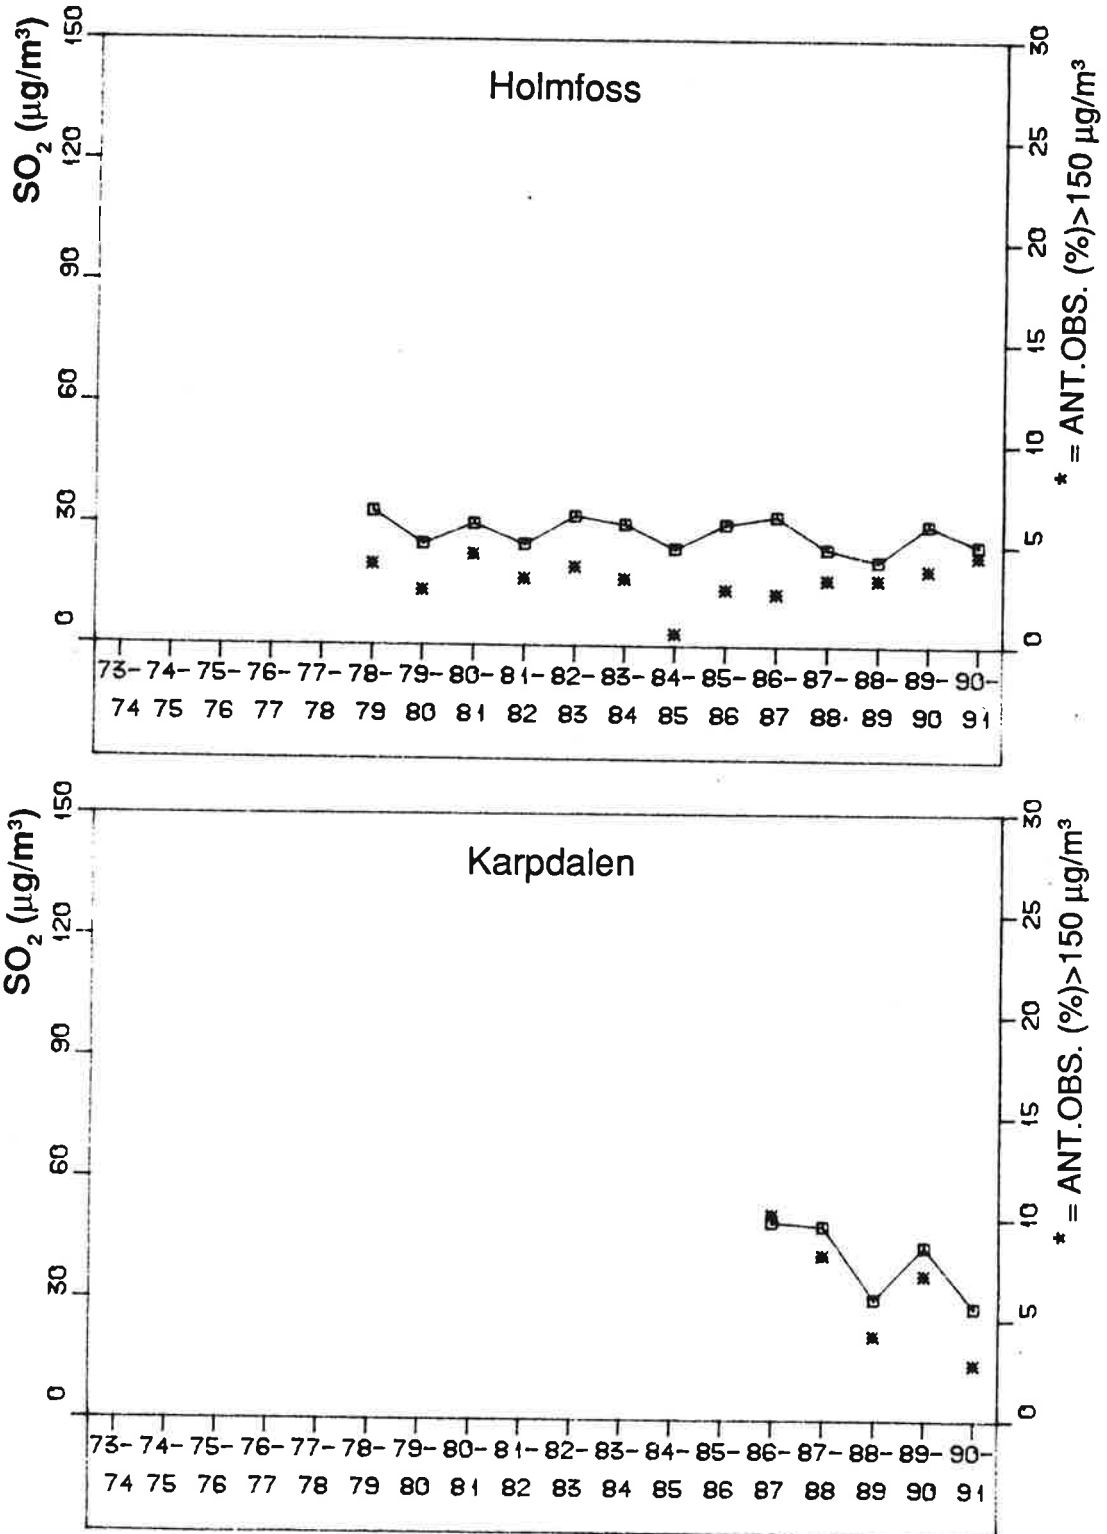 Holmfoss
SO₂ (µg/m³)
150
120
90
60
30
0
30
25
20
15
10
5
0
* = ANT.OBS. (%)>150 µg/m³
73- 74- 75- 76- 77- 78- 79- 80- 81- 82- 83- 84- 85- 86- 87- 88- 89- 90-
74 75 76 77 78 79 80 81 82 83 84 85 86 87 88 89 90 91
Karpdalen
SO₂ (µg/m³)
150
120
90
60
30
0
30
25
20
15
10
5
0
* = ANT.OBS. (%)>150 µg/m³
73- 74- 75- 76- 77- 78- 79- 80- 81- 82- 83- 84- 85- 86- 87- 88- 89- 90-
74 75 76 77 78 79 80 81 82 83 84 85 86 87 88 89 90 91